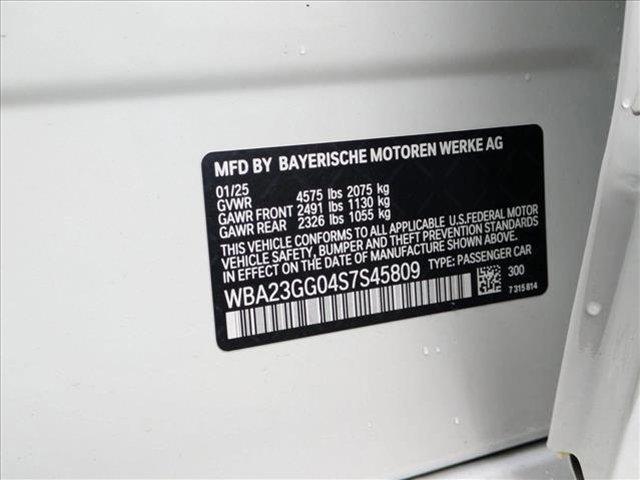 MFD BY BAYERISCHE MOTOREN WERKE AG
01/25
GVWR 4575 lbs 2075 kg
GAWR FRONT 2491 lbs 1130 kg
GAWR REAR 2326 lbs 1055 kg
THIS VEHICLE CONFORMS TO ALL APPLICABLE U.S.FEDERAL MOTOR
VEHICLE SAFETY, BUMPER AND THEFT PREVENTION STANDARDS
IN EFFECT ON THE DATE OF MANUFACTURE SHOWN ABOVE.
WBA23GG04S7S45809 TYPE: PASSENGER CAR
300
7 315 814